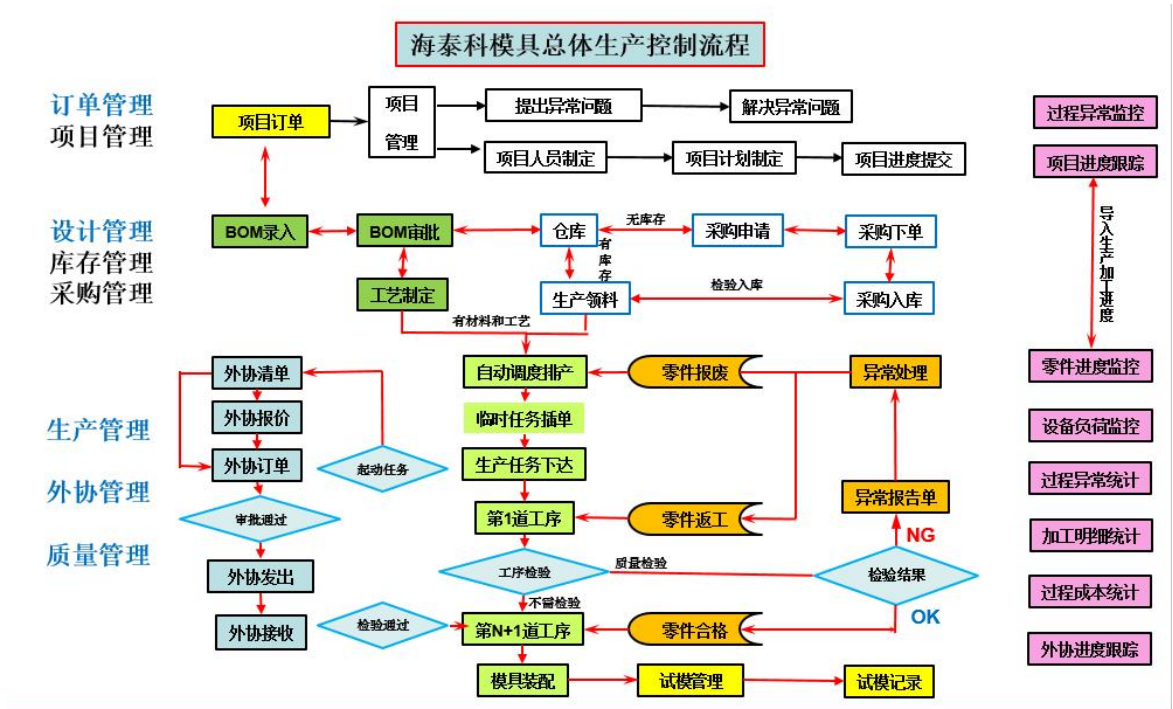 海泰科模具总体生产控制流程
订单管理
项目管理
项目订单
项目
管理
提出异常问题
解决异常问题
项目人员制定
项目计划制定
项目进度提交
过程异常监控
项目进度跟踪
设计管理
库存管理
采购管理
BOM录入
BOM审批
仓库
无库存
采购申请
采购下单
工艺制定
有库存
生产领料
检验入库
采购入库
导入生产加工进度
有材料和工艺
生产管理
外协管理
质量管理
外协清单
外协报价
外协订单
起动任务
审批通过
外协发出
外协接收
检验通过
自动调度排产
临时任务插单
生产任务下达
第1道工序
工序检验
质量检验
不需检验
第N+1道工序
模具装配
试模管理
试模记录
零件报废
异常处理
零件返工
异常报告单
NG
检验结果
OK
零件合格
零件进度监控
设备负荷监控
过程异常统计
加工明细统计
过程成本统计
外协进度跟踪